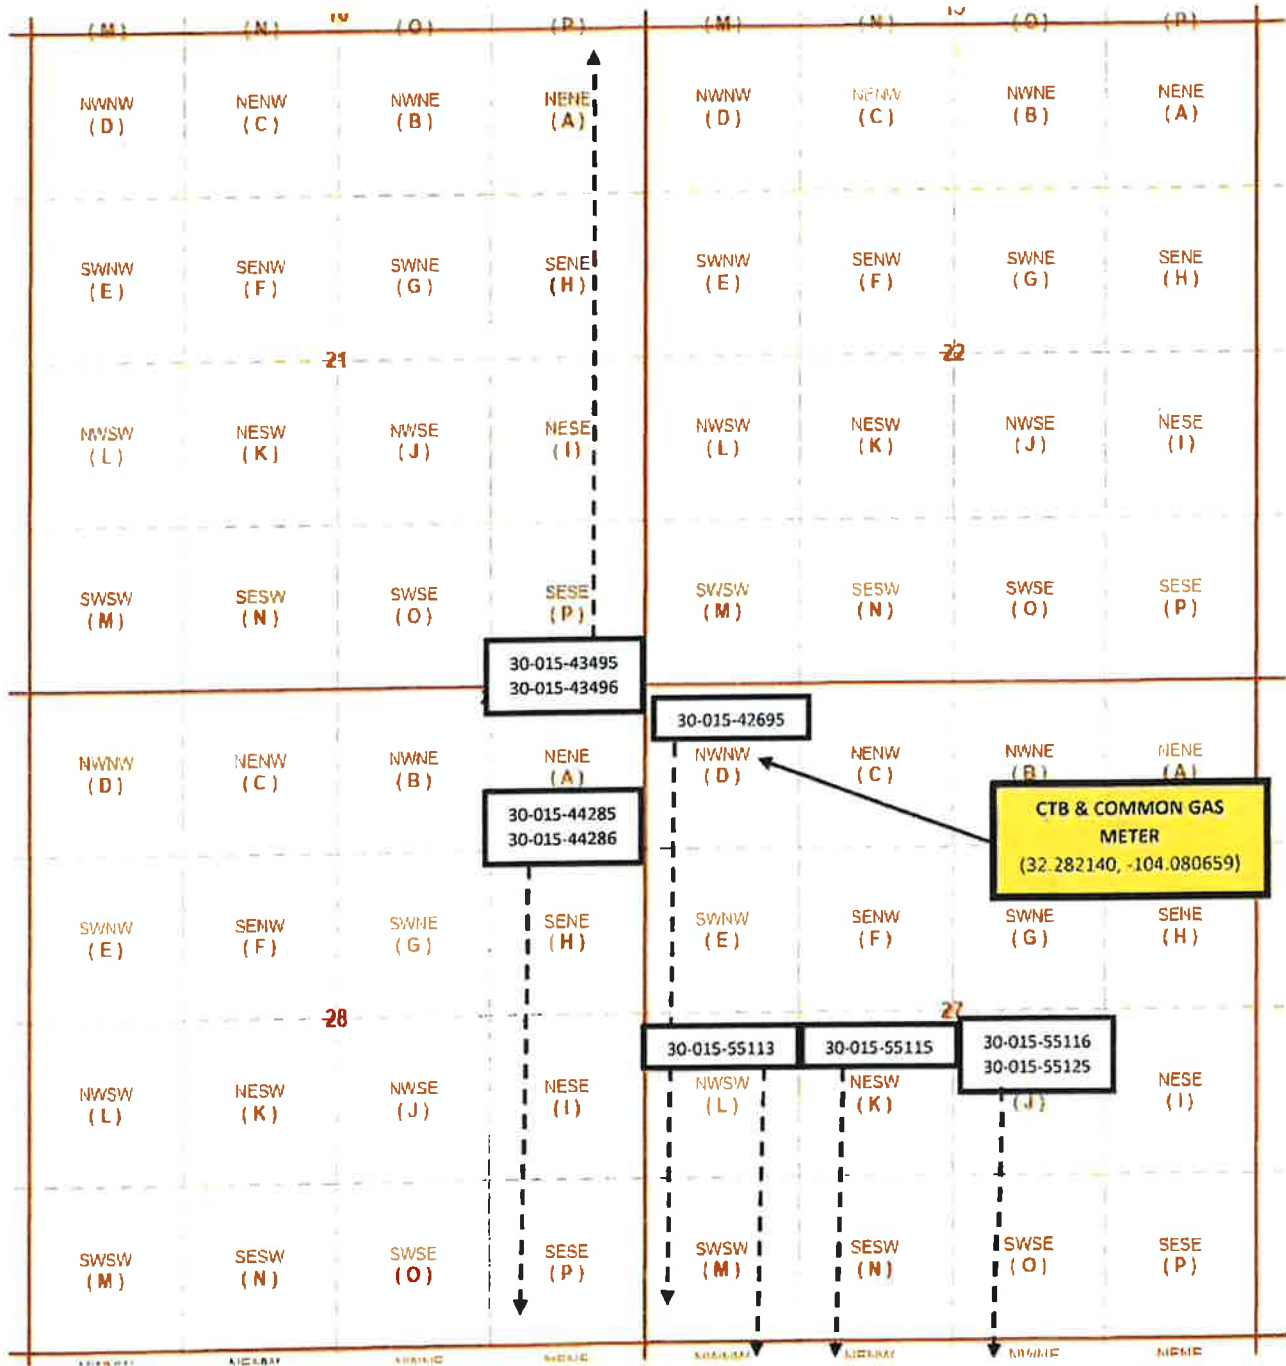 (M) (N) (O) (P) (M) (N) (O) (P)
NWNW NENW NWNE NENE NWNW NENW NWNE NENE
(D) (C) (B) (A) (D) (C) (B) (A)
SWNW SENW SWNE SENE SWNW SENW SWNE SENE
(E) (F) (G) (H) (E) (F) (G) (H)
21 22
NWSW NESW NWSE NESE NWSW NESW NWSE NESE
(L) (K) (J) (I) (L) (K) (J) (I)
SWSW SESW SWSE SESE SWSW SESW SWSE SESE
(M) (N) (O) (P) (M) (N) (O) (P)
30-015-43495
30-015-43496
30-015-42695
NWNW NENW NWNE NENE NWNW NENW NWNE NENE
(D) (C) (B) (A) (D) (C) (B) (A)
30-015-44285
30-015-44286
CTB & COMMON GAS
METER
(32.282140, -104.080659)
SWNW SENW SWNE SENE SWNW SENW SWNE SENE
(E) (F) (G) (H) (E) (F) (G) (H)
28 27
30-015-55113 30-015-55115 30-015-55116
30-015-55125
NWSW NESW NWSE NESE NWSW NESW NESE
(L) (K) (J) (I) (L) (K) (J) (I)
SWSW SESW SWSE SESE SWSW SESW SWSE SESE
(M) (N) (O) (P) (M) (N) (O) (P)